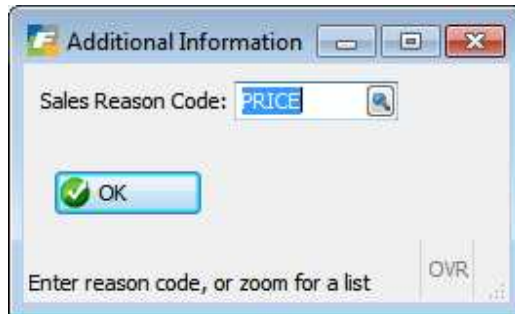 Additional Information
Sales Reason Code: PRICE
OK
Enter reason code, or zoom for a list OVR